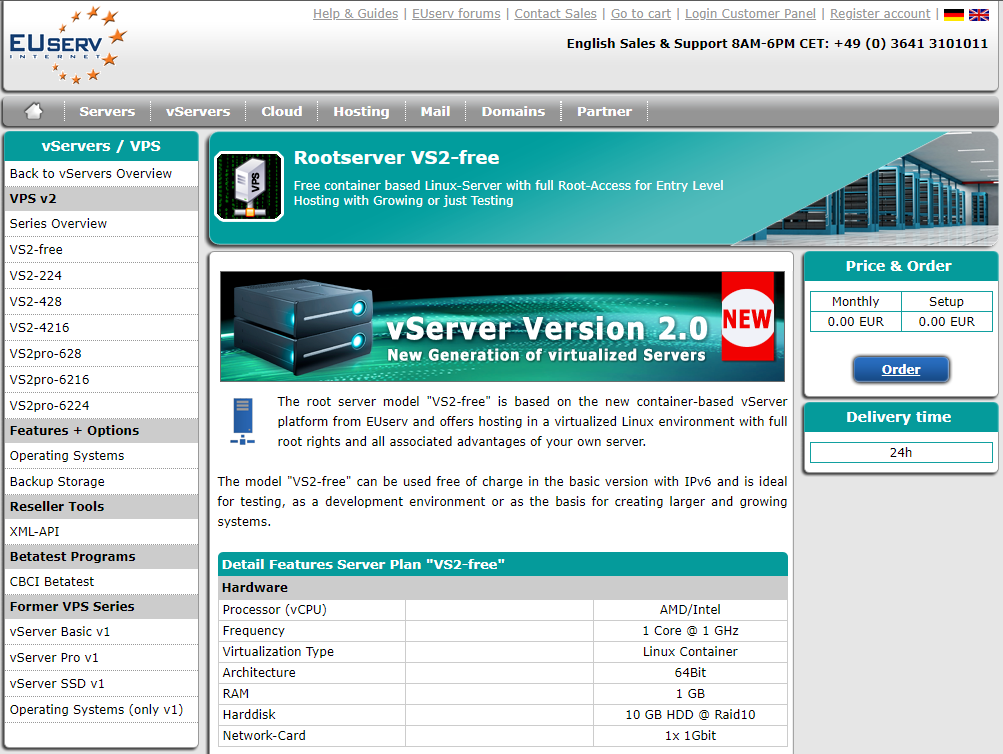 Help & Guides | EUserv forums | Contact Sales | Go to cart | Login Customer Panel | Register account |
EUserv
INTERNET
English Sales & Support 8AM-6PM CET: +49 (0) 3641 3101011
Servers vServers Cloud Hosting Mail Domains Partner
vServers / VPS
Back to vServers Overview
VPS v2
Series Overview
VS2-free
VS2-224
VS2-428
VS2-4216
VS2pro-628
VS2pro-6216
VS2pro-6224
Features + Options
Operating Systems
Backup Storage
Reseller Tools
XML-API
Betatest Programs
CBCI Betatest
Former VPS Series
vServer Basic v1
vServer Pro v1
vServer SSD v1
Operating Systems (only v1)
VPS
Rootserver VS2-free
Free container based Linux-Server with full Root-Access for Entry Level
Hosting with Growing or just Testing
vServer Version 2.0
New Generation of virtualized Servers
NEW
The root server model "VS2-free" is based on the new container-based vServer
platform from EUserv and offers hosting in a virtualized Linux environment with full
root rights and all associated advantages of your own server.
The model "VS2-free" can be used free of charge in the basic version with IPv6 and is ideal
for testing, as a development environment or as the basis for creating larger and growing
systems.
Detail Features Server Plan "VS2-free"
Hardware
Processor (vCPU) AMD/Intel
Frequency 1 Core @ 1 GHz
Virtualization Type Linux Container
Architecture 64Bit
RAM 1 GB
Harddisk 10 GB HDD @ Raid10
Network-Card 1x 1Gbit
Price & Order
Monthly Setup
0.00 EUR 0.00 EUR
Order
Delivery time
24h